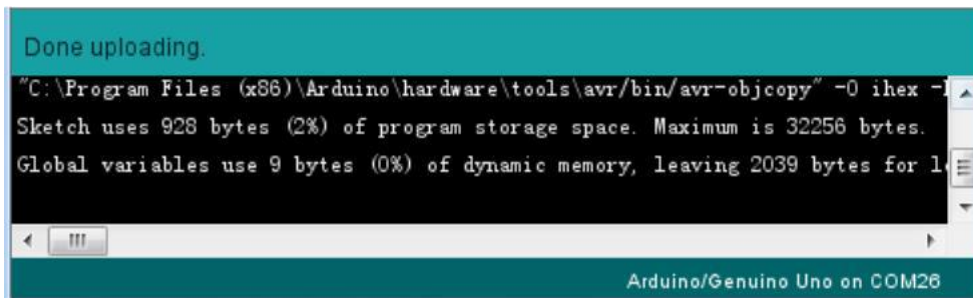 Done uploading.
"C:\Program Files (x86)\Arduino\hardware\tools\avr/bin/avr-objcopy" -O ihex -
Sketch uses 928 bytes (2%) of program storage space. Maximum is 32256 bytes.
Global variables use 9 bytes (0%) of dynamic memory, leaving 2039 bytes for l
Arduino/Genuino Uno on COM26